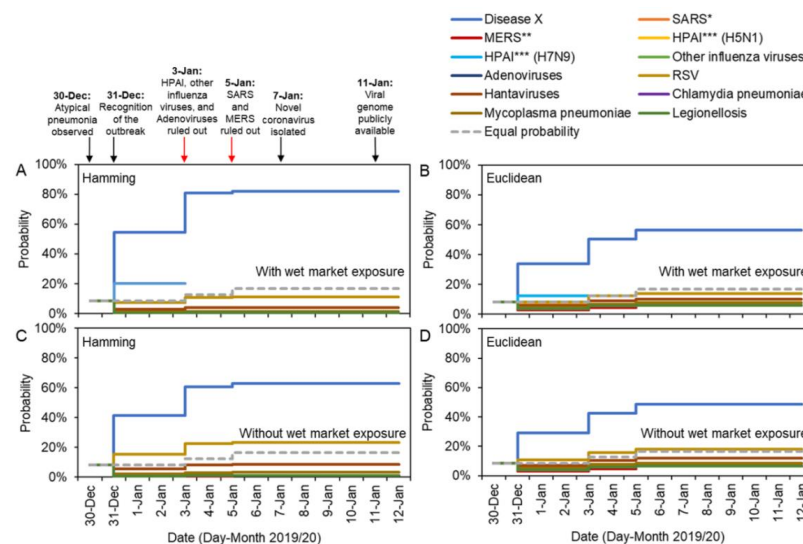 Disease X
SARS*
MERS**
HPAI*** (H5N1)
HPAI*** (H7N9)
Other influenza viruses
Adenoviruses
RSV
Hantaviruses
Chlamydia pneumoniae
Mycoplasma pneumoniae
Legionellosis
Equal probability
30-Dec:
Atypical
pneumonia
observed
31-Dec:
Recognition
of the
outbreak
3-Jan:
HPAI, other
influenza
viruses, and
Adenoviruses
ruled out
5-Jan:
SARS
and
MERS
ruled out
7-Jan:
Novel
coronavirus
isolated
11-Jan:
Viral
genome
publicly
available
A
Hamming
With wet market exposure
Probability
100%
80%
60%
40%
20%
0%
B
Euclidean
With wet market exposure
Probability
100%
80%
60%
40%
20%
0%
C
Hamming
Without wet market exposure
Probability
100%
80%
60%
40%
20%
0%
30-Dec
31-Dec
1-Jan
2-Jan
3-Jan
4-Jan
5-Jan
6-Jan
7-Jan
8-Jan
9-Jan
10-Jan
11-Jan
12-Jan
Date (Day-Month 2019/20)
D
Euclidean
Without wet market exposure
Probability
100%
80%
60%
40%
20%
0%
30-Dec
31-Dec
1-Jan
2-Jan
3-Jan
4-Jan
5-Jan
6-Jan
7-Jan
8-Jan
9-Jan
10-Jan
11-Jan
12-Jan
Date (Day-Month 2019/20)